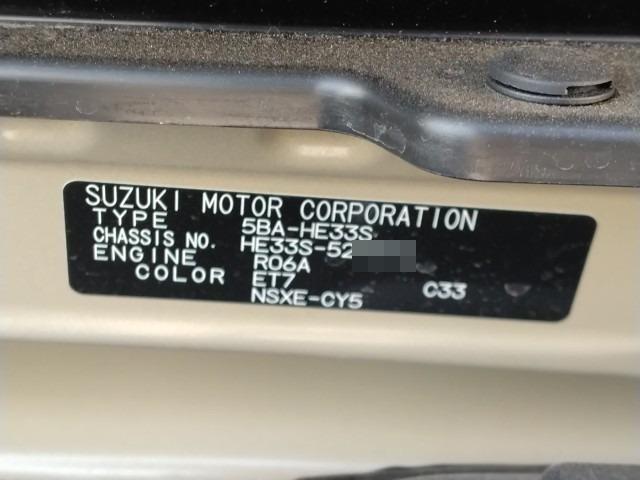 SUZUKI MOTOR CORPORATION
TYPE 5BA-HE33S
CHASSIS NO. HE33S-52
ENGINE R06A
COLOR ET7 C33
NSXE-CY5